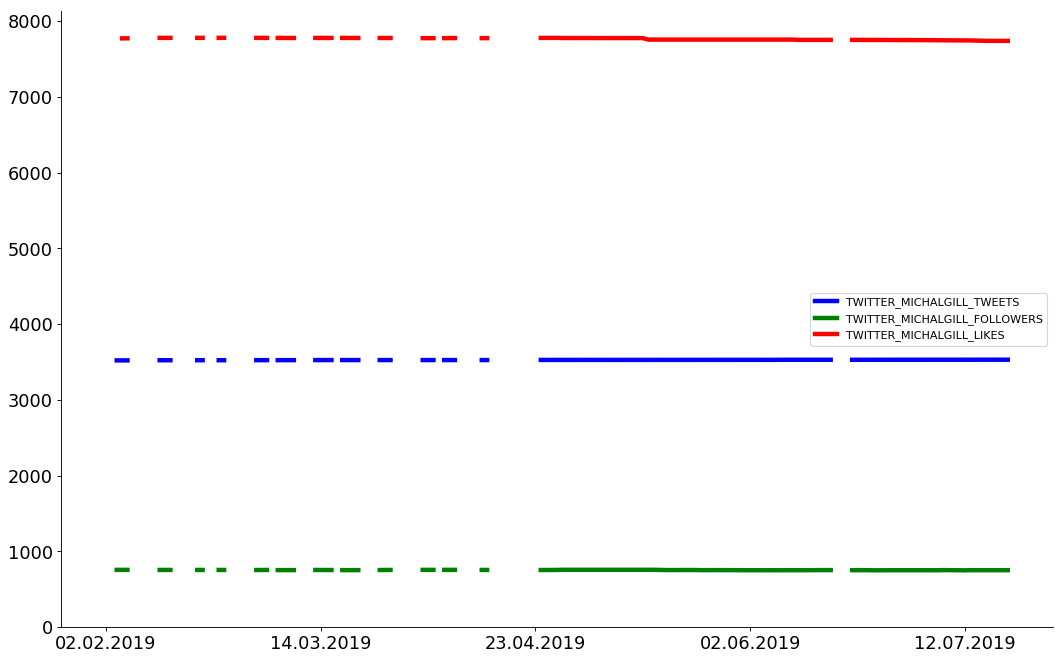 8000
7000
6000
5000
4000
3000
2000
1000
0
TWITTER_MICHALGILL_TWEETS
TWITTER_MICHALGILL_FOLLOWERS
TWITTER_MICHALGILL_LIKES
02.02.2019 14.03.2019 23.04.2019 02.06.2019 12.07.2019